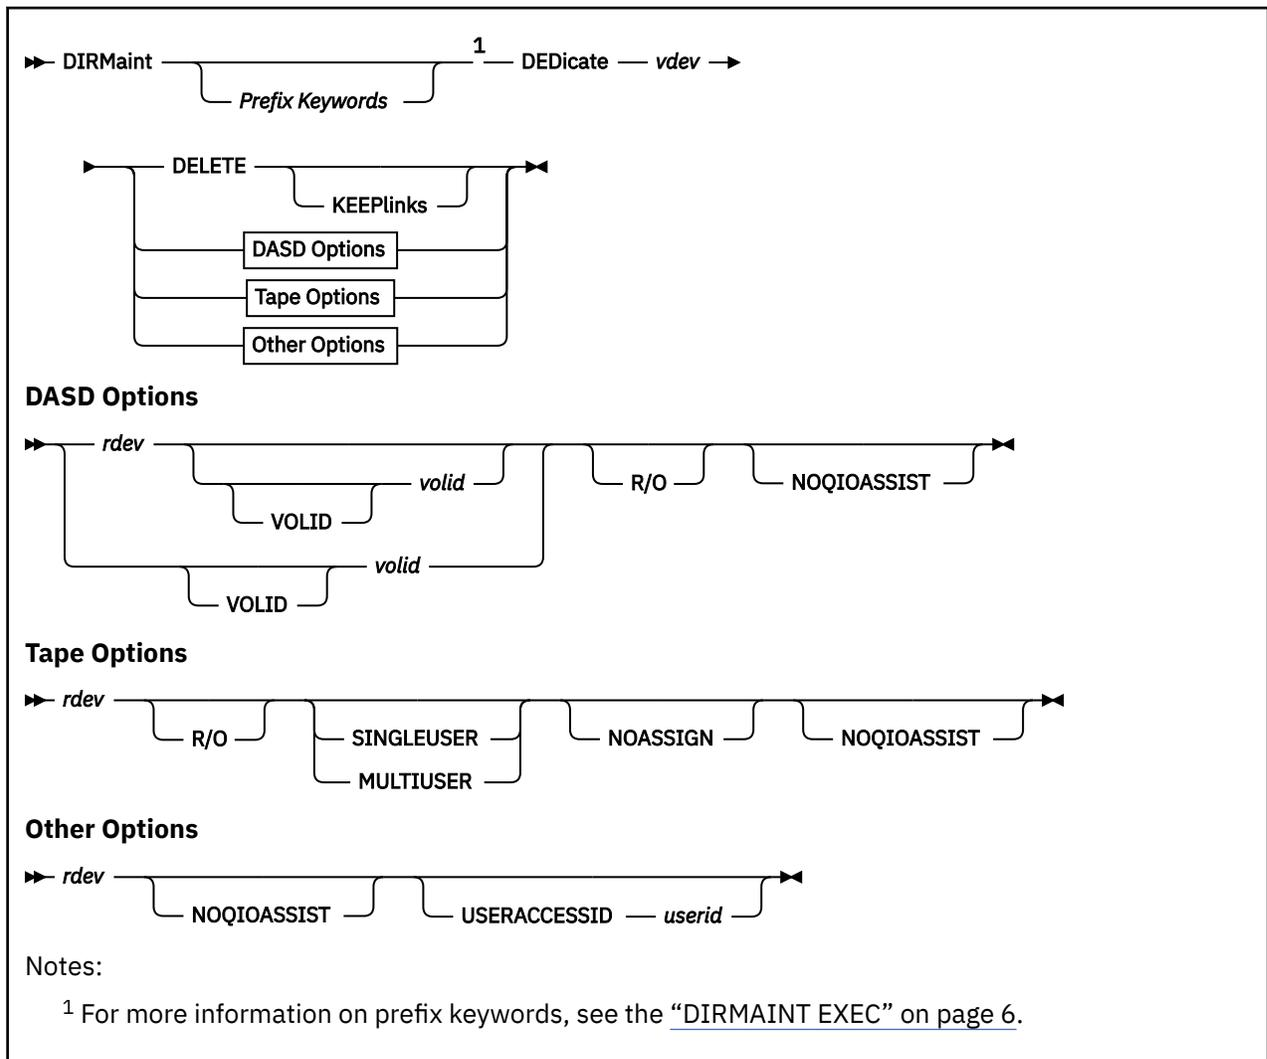 1
DIRMaint DEDicate vdev
Prefix Keywords
DELETE
KEEPlinks
DASD Options
Tape Options
Other Options
DASD Options
rdev
volid R/O NOQIOASSIST
VOLID
volid
VOLID
Tape Options
rdev
R/O SINGLEUSER NOASSIGN NOQIOASSIST
MULTIUSER
Other Options
rdev
NOQIOASSIST USERACCESSID userid
Notes:
1 For more information on prefix keywords, see the “DIRMAINT EXEC” on page 6.